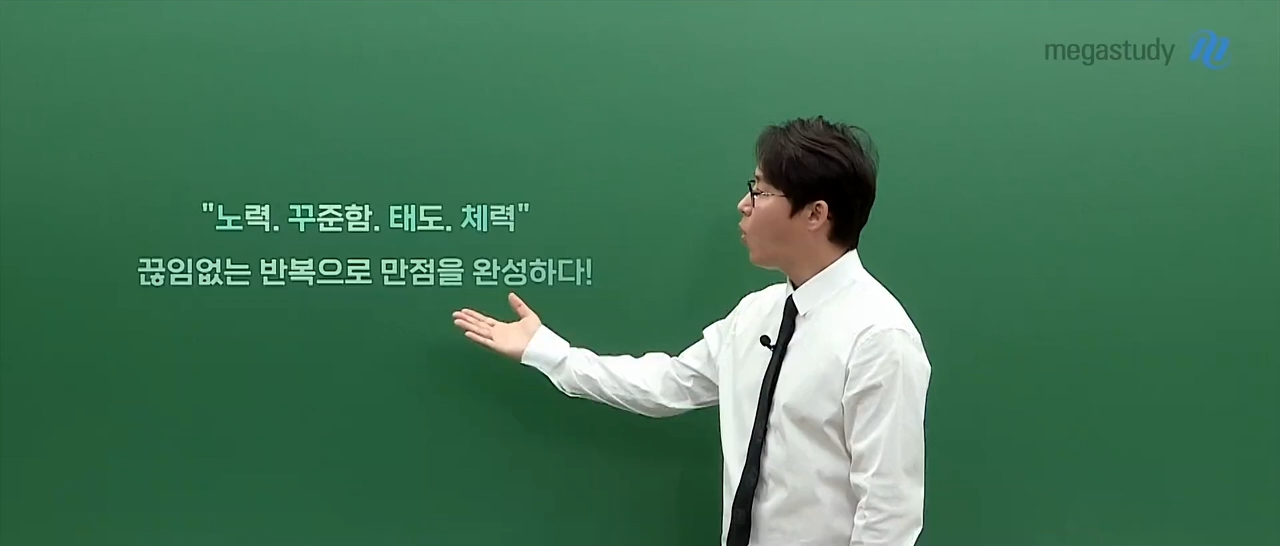 megastudy
"노력. 꾸준함. 태도. 체력"
끊임없는 반복으로 만점을 완성하다!